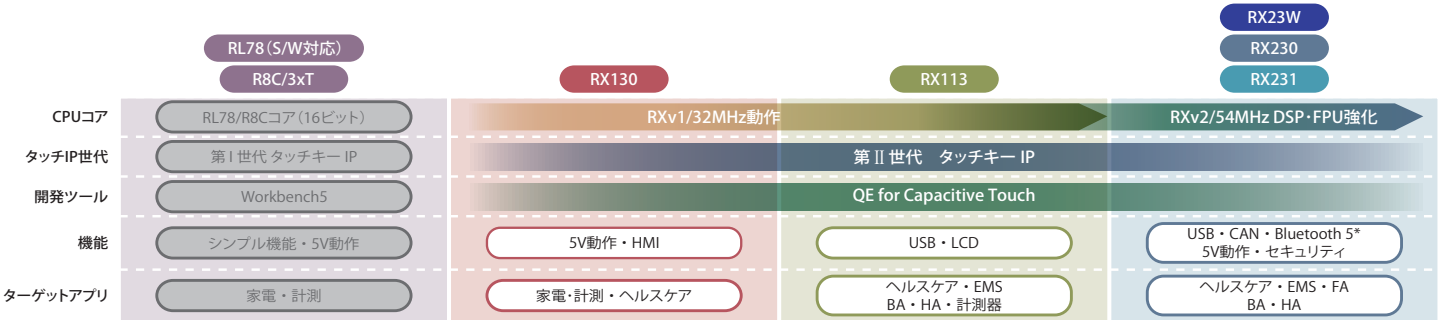 RX23W
RL78(S/W対応)
RX230
R8C/3xT
RX130
RX113
RX231
CPUコア
RL78/R8Cコア(16ビット)
RXv1/32MHz動作
RXv2/54MHz DSP・FPU強化
タッチIP世代
第Ⅰ世代 タッチキー IP
第Ⅱ世代 タッチキー IP
開発ツール
Workbench5
QE for Capacitive Touch
機能
シンプル機能・5V動作
5V動作・HMI
USB・LCD
USB・CAN・Bluetooth 5*
5V動作・セキュリティ
ターゲットアプリ
家電・計測
家電・計測・ヘルスケア
ヘルスケア・EMS
BA・HA・計測器
ヘルスケア・EMS・FA
BA・HA